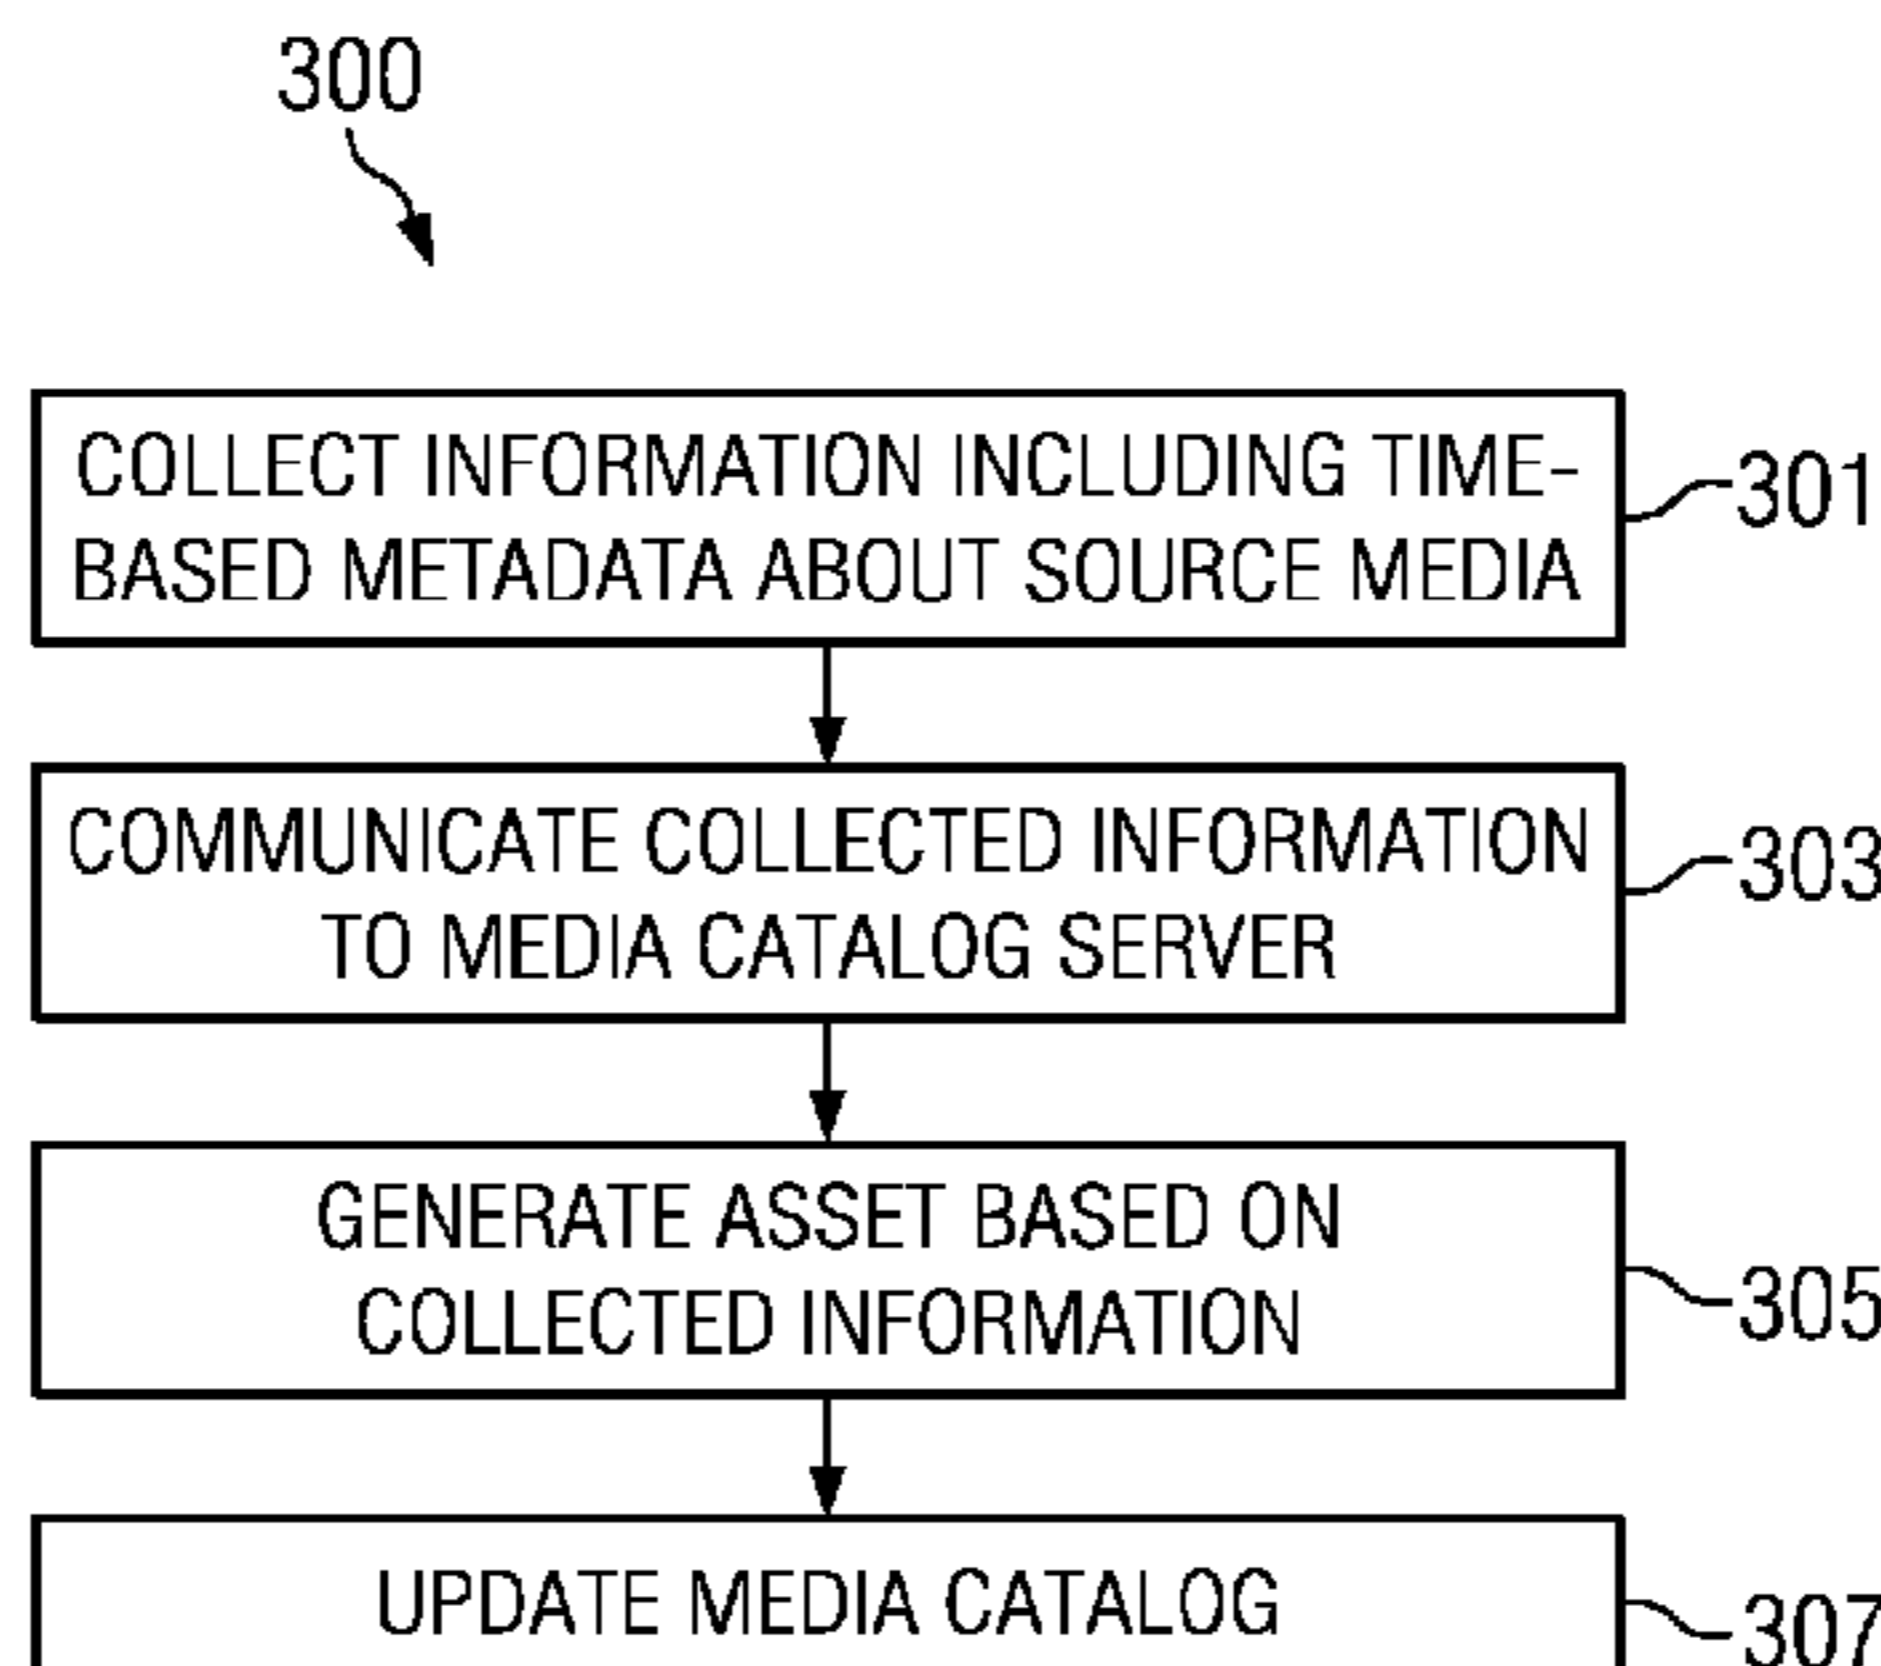 300
COLLECT INFORMATION INCLUDING TIME-
BASED METADATA ABOUT SOURCE MEDIA
301
COMMUNICATE COLLECTED INFORMATION
TO MEDIA CATALOG SERVER
303
GENERATE ASSET BASED ON
COLLECTED INFORMATION
305
UPDATE MEDIA CATALOG
307